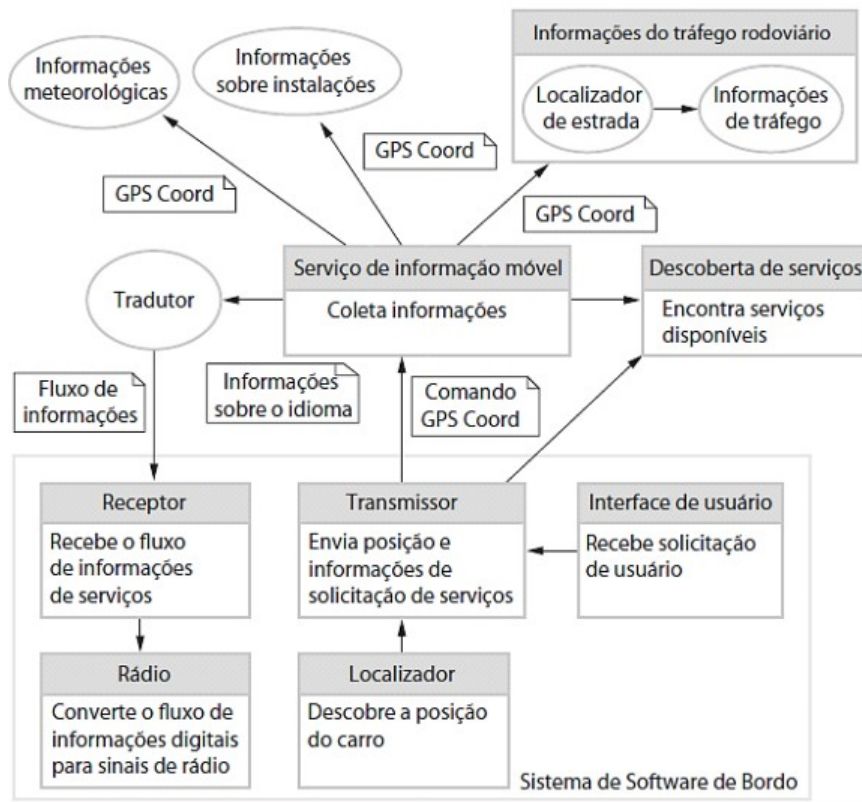 Informações
meteorológicas
Informações
sobre instalações
Informações do tráfego rodoviário
Localizador
de estrada
Informações
de tráfego
GPS Coord
GPS Coord
GPS Coord
Serviço de informação móvel
Coleta informações
Descoberta de serviços
Encontra serviços
disponíveis
Tradutor
Fluxo de
informações
Informações
sobre o idioma
Comando
GPS Coord
Receptor
Recebe o fluxo
de informações
de serviços
Transmissor
Envia posição e
informações de
solicitação de serviços
Interface de usuário
Recebe solicitação
de usuário
Rádio
Converte o fluxo de
informações digitais
para sinais de rádio
Localizador
Descobre a posição
do carro
Sistema de Software de Bordo